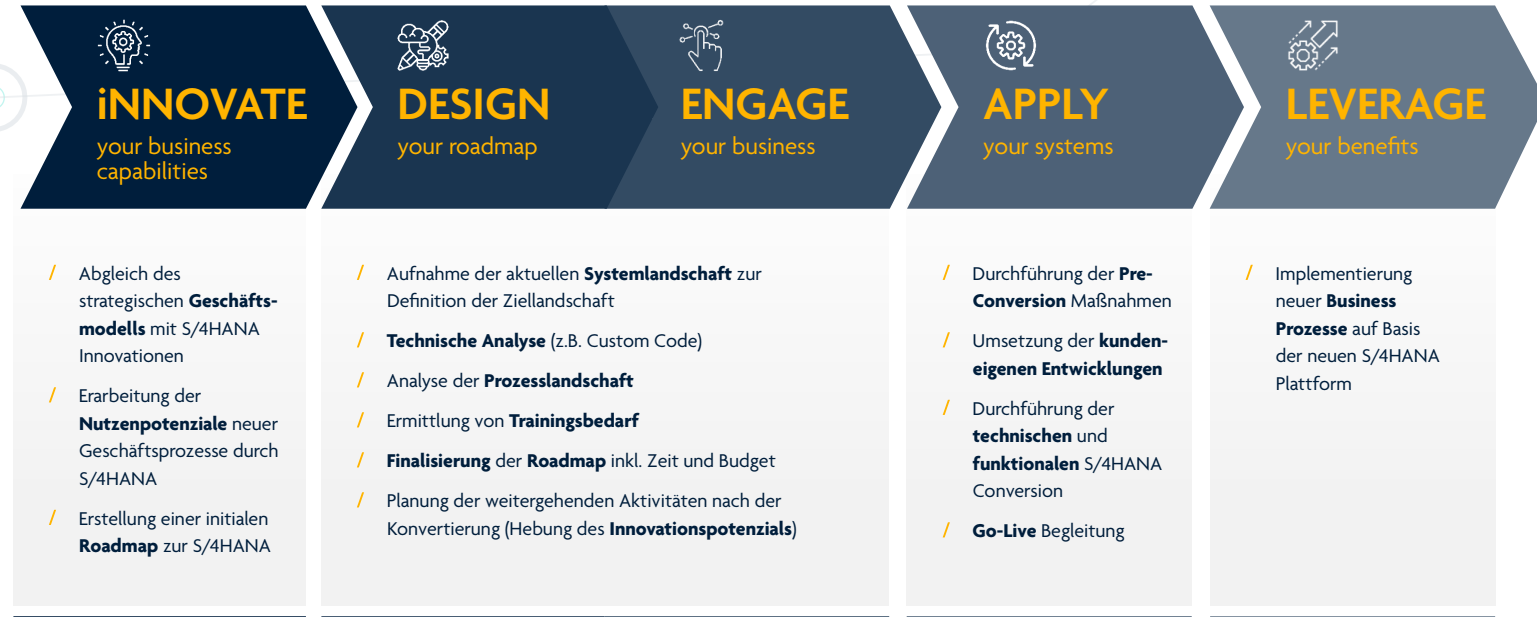 iNNOVATE
your business
capabilities
DESIGN
your roadmap
ENGAGE
your business
APPLY
your systems
LEVERAGE
your benefits
/ Abgleich des
strategischen Geschäfts-
modells mit S/4HANA
Innovationen
/ Erarbeitung der
Nutzenpotenziale neuer
Geschäftsprozesse durch
S/4HANA
/ Erstellung einer initialen
Roadmap zur S/4HANA
/ Aufnahme der aktuellen Systemlandschaft zur
Definition der Ziellandschaft
/ Technische Analyse (z.B. Custom Code)
/ Analyse der Prozesslandschaft
/ Ermittlung von Trainingsbedarf
/ Finalisierung der Roadmap inkl. Zeit und Budget
/ Planung der weitergehenden Aktivitäten nach der
Konvertierung (Hebung des Innovationspotenzials)
/ Durchführung der Pre-
Conversion Maßnahmen
/ Umsetzung der kunden-
eigenen Entwicklungen
/ Durchführung der
technischen und
funktionalen S/4HANA
Conversion
/ Go-Live Begleitung
/ Implementierung
neuer Business
Prozesse auf Basis
der neuen S/4HANA
Plattform